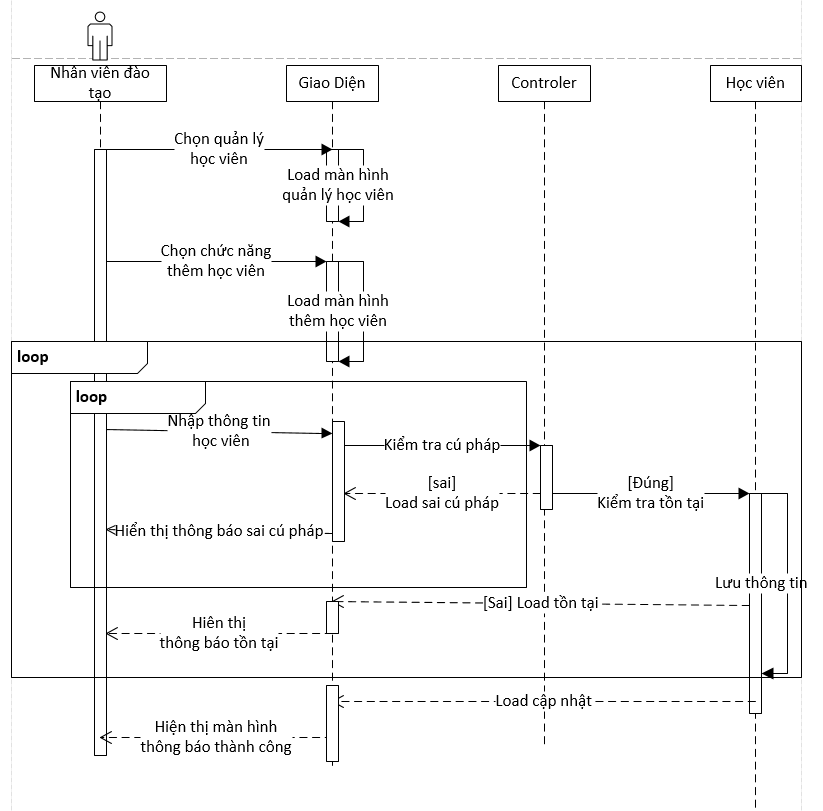 Nhân viên đào
tạo
Giao Diện
Controler
Học viên
Chọn quản lý
học viên
Load màn hình
quản lý học viên
Chọn chức năng
thêm học viên
Load màn hình
thêm học viên
loop
loop
Nhập thông tin
học viên
Kiểm tra cú pháp
[sai]
Load sai cú pháp
[Đúng]
Kiểm tra tồn tại
Hiển thị thông báo sai cú pháp
Lưu thông tin
[Sai] Load tồn tại
Hiên thị
thông báo tồn tại
Load cập nhật
Hiện thị màn hình
thông báo thành công